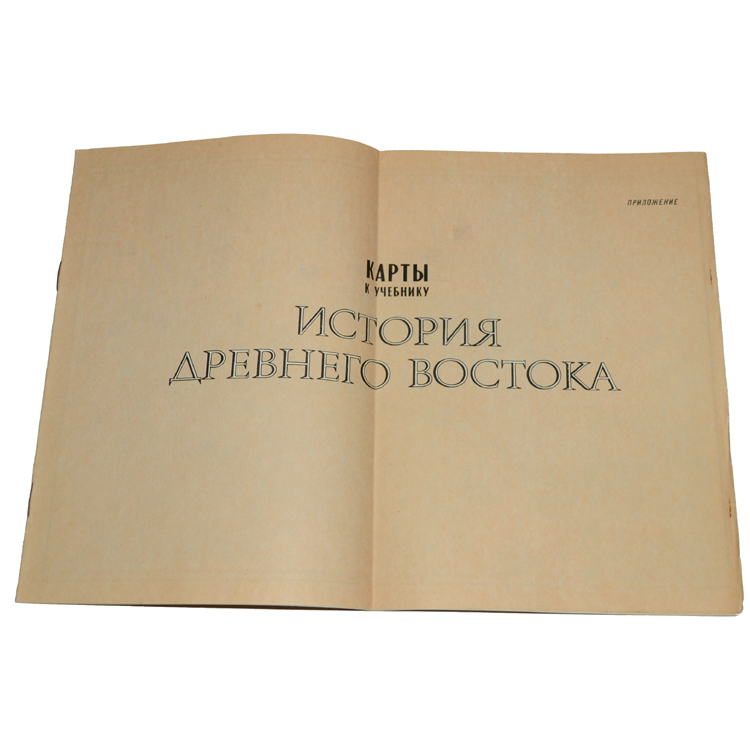 ПРИЛОЖЕНИЕ
КАРТЫ
К УЧЕБНИКУ
ИСТОРИЯ
ДРЕВНЕГО ВОСТОКА